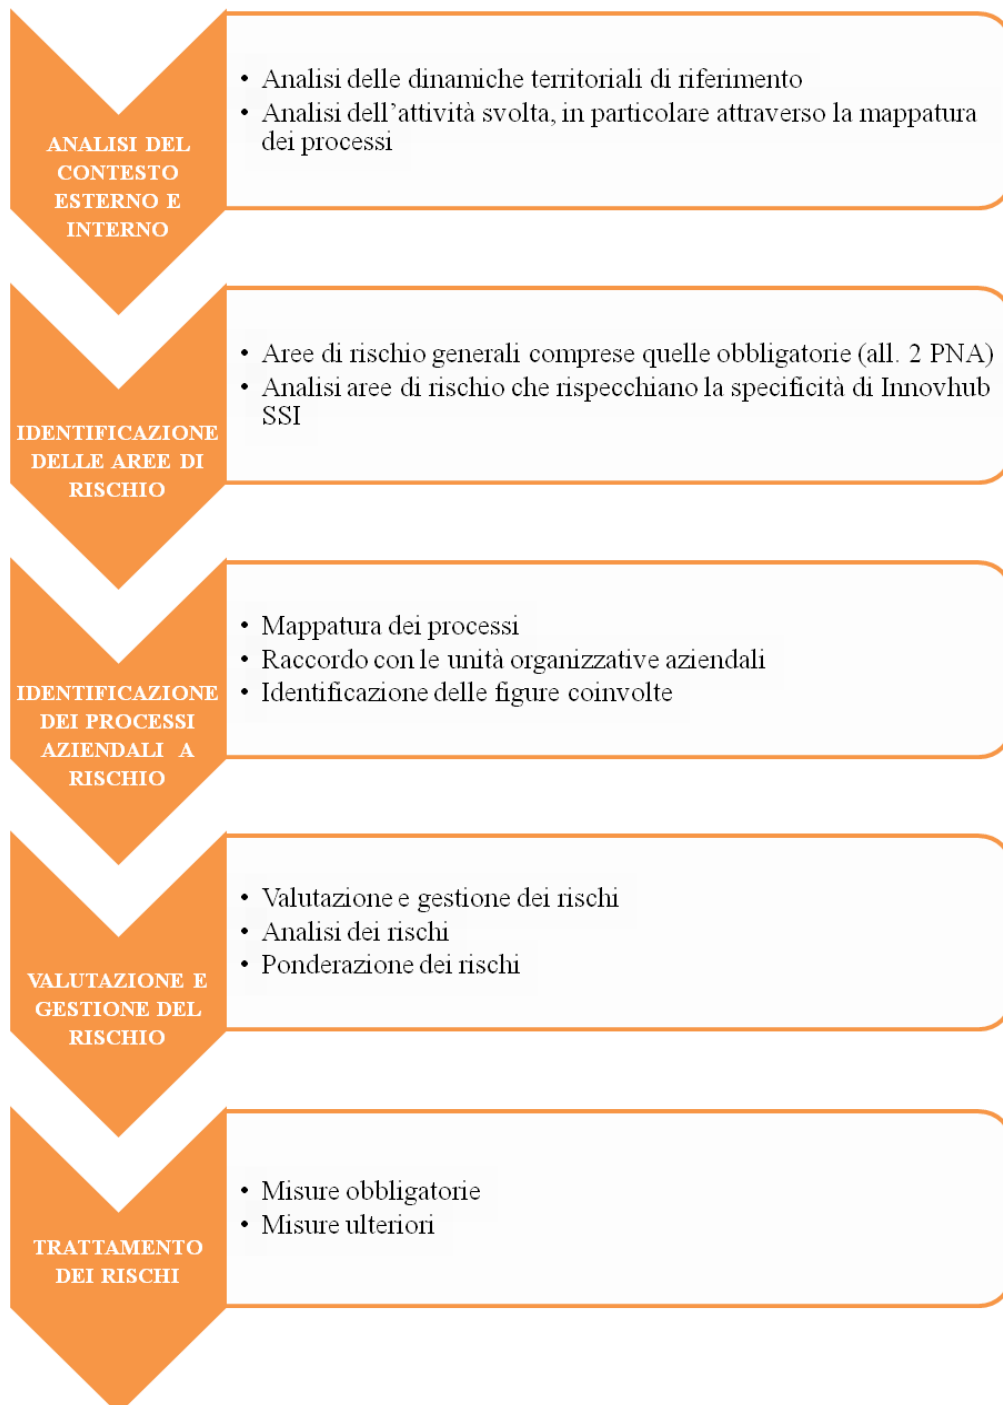 ANALISI DEL
CONTESTO
ESTERNO E
INTERNO
• Analisi delle dinamiche territoriali di riferimento
• Analisi dell'attività svolta, in particolare attraverso la mappatura
dei processi
IDENTIFICAZIONE
DELLE AREE DI
RISCHIO
• Aree di rischio generali comprese quelle obbligatorie (all. 2 PNA)
• Analisi aree di rischio che rispecchiano la specificità di Innovhub
SSI
IDENTIFICAZIONE
DEI PROCESSI
AZIENDALI A
RISCHIO
• Mappatura dei processi
• Raccordo con le unità organizzative aziendali
• Identificazione delle figure coinvolte
VALUTAZIONE E
GESTIONE DEL
RISCHIO
• Valutazione e gestione dei rischi
• Analisi dei rischi
• Ponderazione dei rischi
TRATTAMENTO
DEI RISCHI
• Misure obbligatorie
• Misure ulteriori